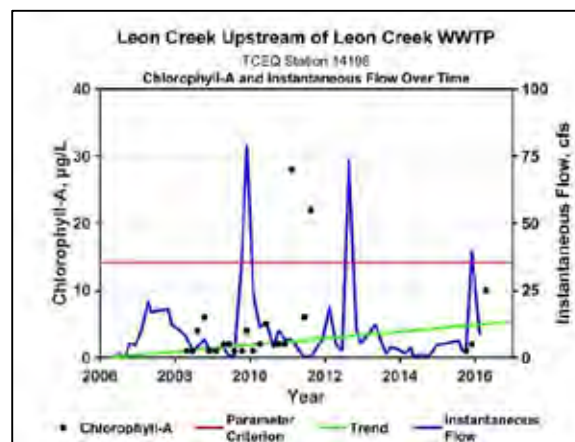 Leon Creek Upstream of Leon Creek WWTP
TCEQ Station 14198
Chlorophyll-A and Instantaneous Flow Over Time
Chlorophyll-A, µg/L
40
30
20
10
0
Instantaneous Flow, cfs
100
75
50
25
0
2006 2008 2010 2012 2014 2016
Year
Chlorophyll-A
Parameter
Criterion
Trend
Instantaneous
Flow